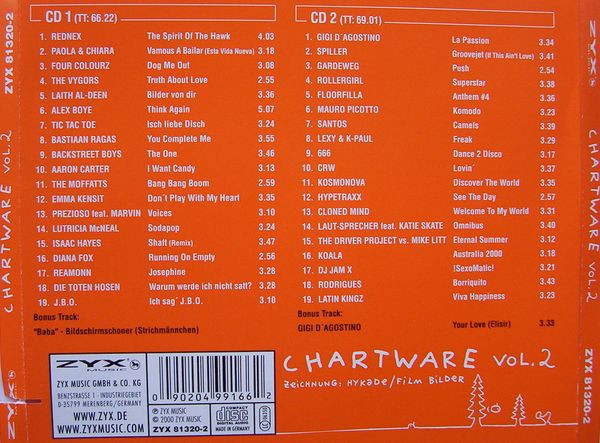 ZYX 81320-2
CHARTWARE VOL.2
ZYX MUSIC
CD 1 (TT: 66.22)
1. REDNEX The Spirit Of The Hawk 4.03
2. PAOLA & CHIARA Vamous A Bailar (Esta Vida Nueva) 3.18
3. FOUR COLOURZ Dog Me Out 3.08
4. THE VYGORS Truth About Love 2.55
5. LAITH AL-DEEN Bilder von dir 3.36
6. ALEX BOYE Think Again 5.07
7. TIC TAC TOE Isch liebe Disch 3.24
8. BASTIAAN RAGAS You Complete Me 3.55
9. BACKSTREET BOYS The One 3.46
10. AARON CARTER I Want Candy 3.13
11. THE MOFFATTS Bang Bang Boom 2.59
12. EMMA KENSIT Don´t Play With My Heart 3.35
13. PREZIOSO feat. MARVIN Voices 3.10
14. LUTRICIA McNEAL Sodapop 3.24
15. ISAAC HAYES Shaft (Remix) 3.47
16. DIANA FOX Running On Empty 2.56
17. REAMONN Josephine 3.28
18. DIE TOTEN HOSEN Warum werde ich nicht satt? 3.28
19. J.B.O. Ich sag´ J.B.O. 3.10
Bonus Track:
"Baba" - Bildschirmschoner (Strichmännchen)
CD 2 (TT: 69.01)
1. GIGI D´AGOSTINO La Passion 3.34
2. SPILLER Groovejet (If This Ain't Love) 3.41
3. GARDEWEG Push 2.54
4. ROLLERGIRL Superstar 3.38
5. FLOORFILLA Anthem #4 3.36
6. MAURO PICOTTO Komodo 3.23
7. SANTOS Camels 3.39
8. LEXY & K-PAUL Freak 3.29
9. 666 Dance 2 Disco 3.17
10. CRW Lovin´ 3.37
11. KOSMONOVA Discover The World 3.35
12. HYPETRAXX See The Day 2.57
13. CLONED MIND Welcome To My World 3.31
14. LAUT-SPRECHER feat. KATIE SKATE Omnibus 3.40
15. THE DRIVER PROJECT vs. MIKE LITT Eternal Summer 3.12
16. KOALA Australia 2000 3.18
17. DJ JAM X !SexoMatic! 3.21
18. RODRIGUES Borriquito 3.43
19. LATIN KINGZ Viva Happiness 3.23
Bonus Track:
GIGI D´AGOSTINO Your Love (Elisir) 3.33
ZYX MUSIC
ZYX MUSIC GMBH & CO. KG
BENZSTRASSE 1 - INDUSTRIEGEBIET
D-35799 MERENBERG/GERMANY
WWW.ZYX.DE
WWW.ZYXMUSIC.COM
0 90204 99166 2
Ⓟ ZYX MUSIC
© 2000 ZYX MUSIC
ZYX 81320-2
COMPACT disc DIGITAL AUDIO
MADE IN GERMANY
CHARTWARE VOL.2
Zeichnung: HYKADE/FILM BILDER
ZYX 81320-2
ZYX MUSIC
CHARTWARE VOL.2